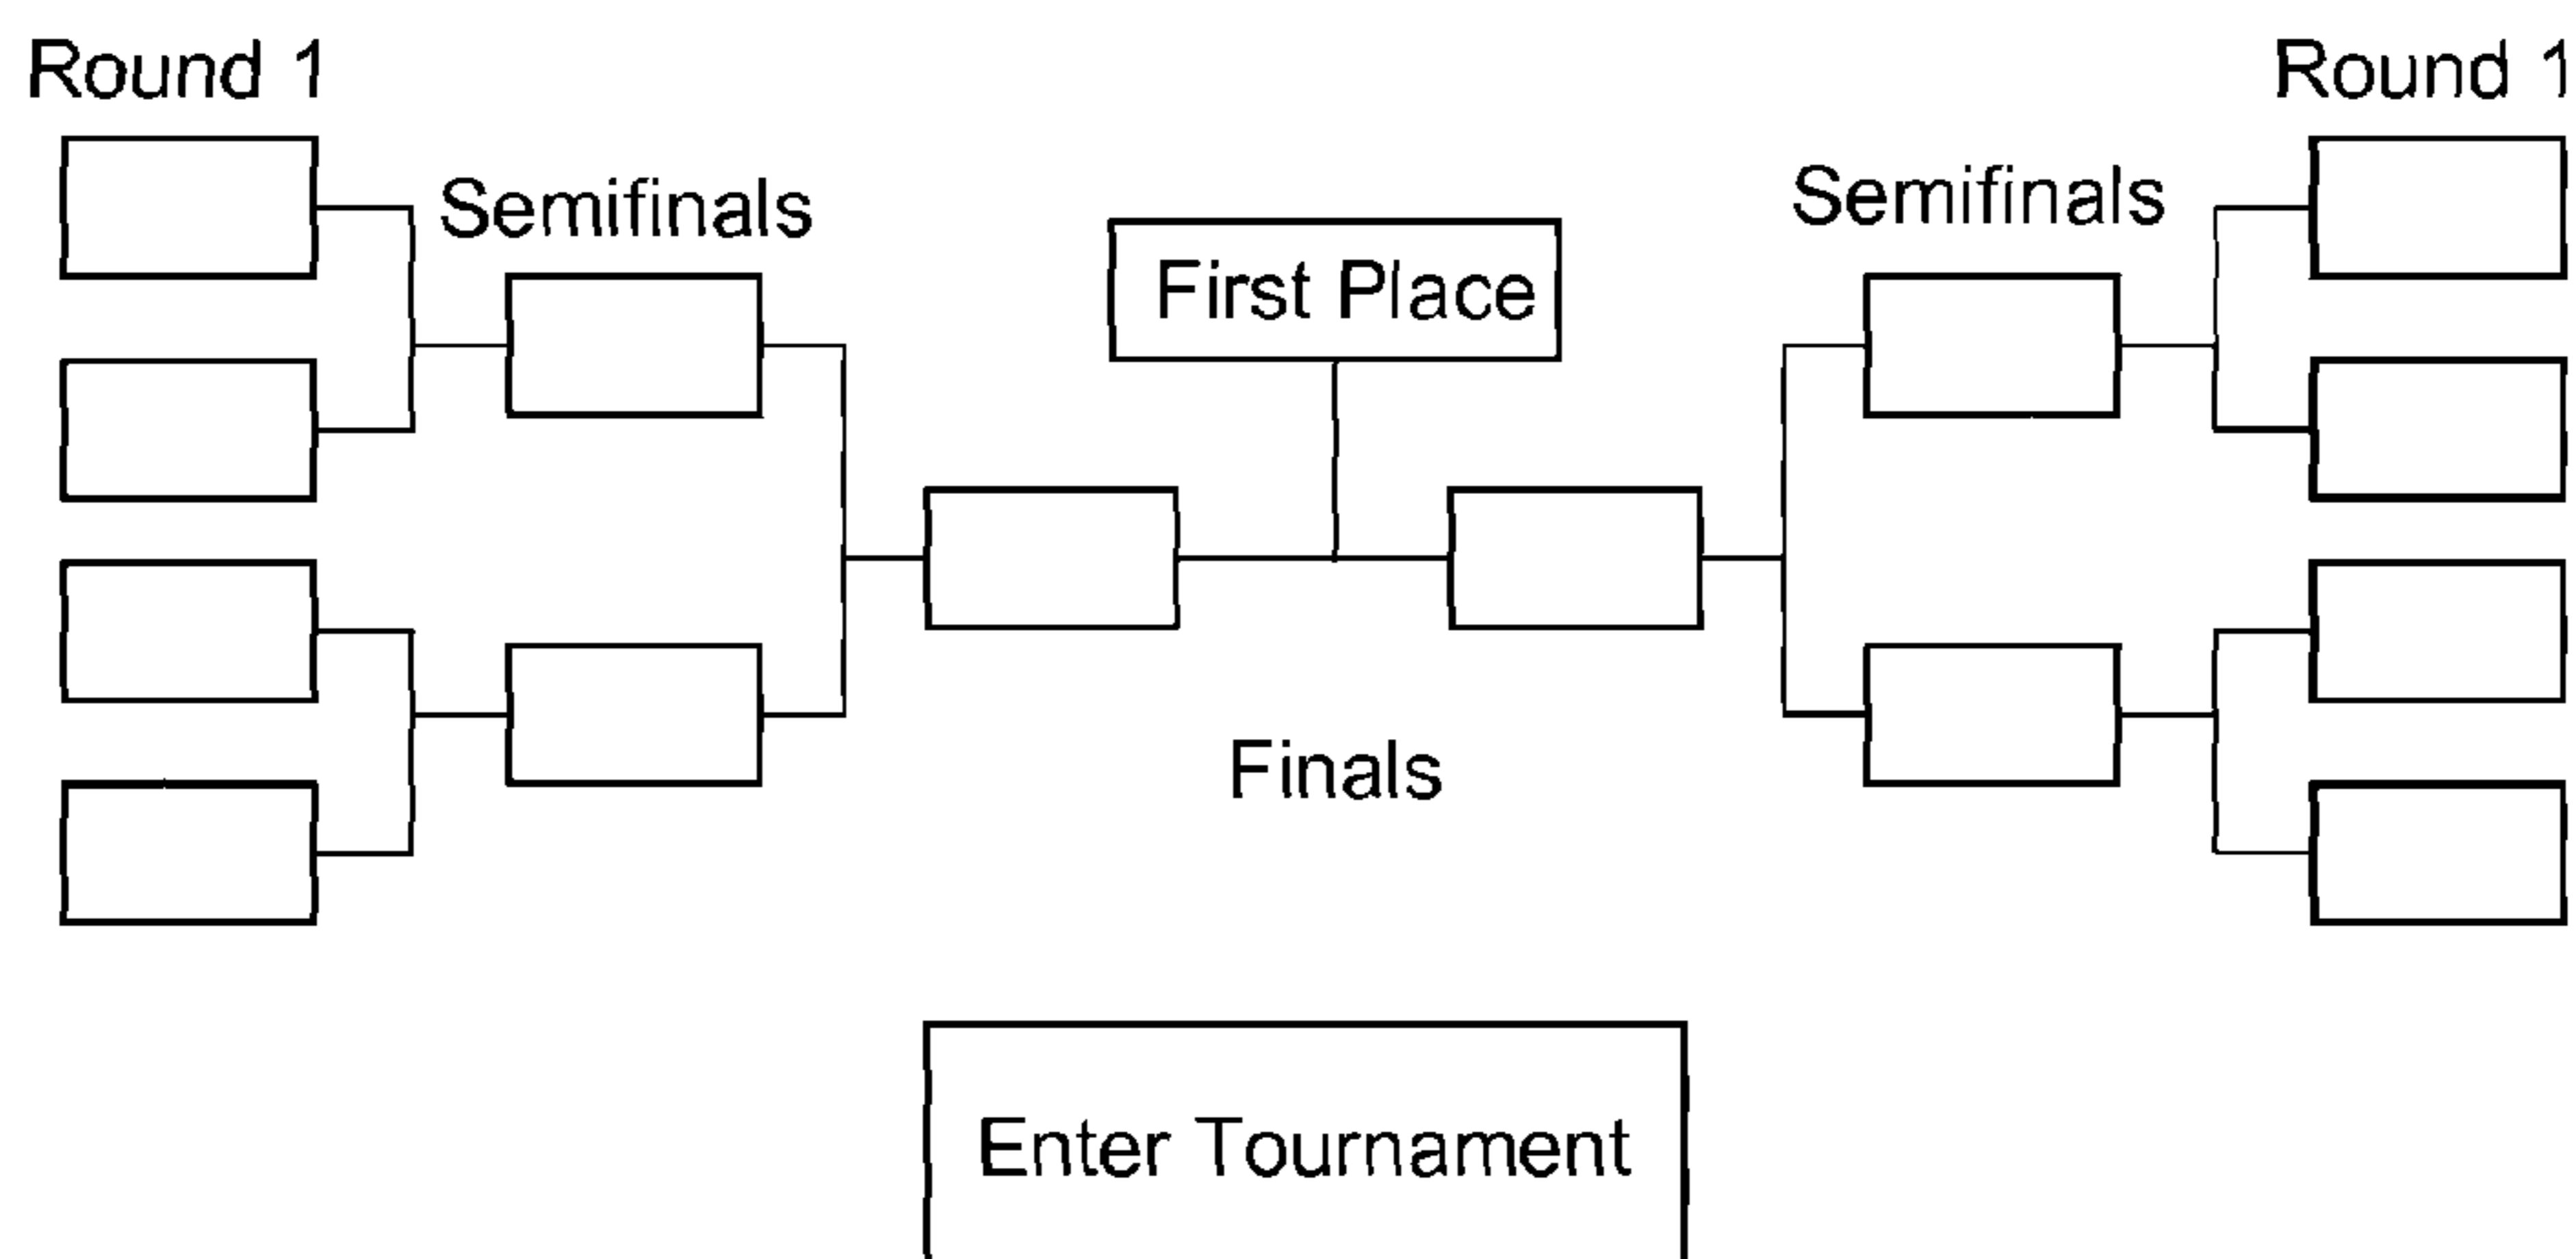 Round 1
Round 1
Semifinals
Semifinals
First Place
Finals
Enter Tournament